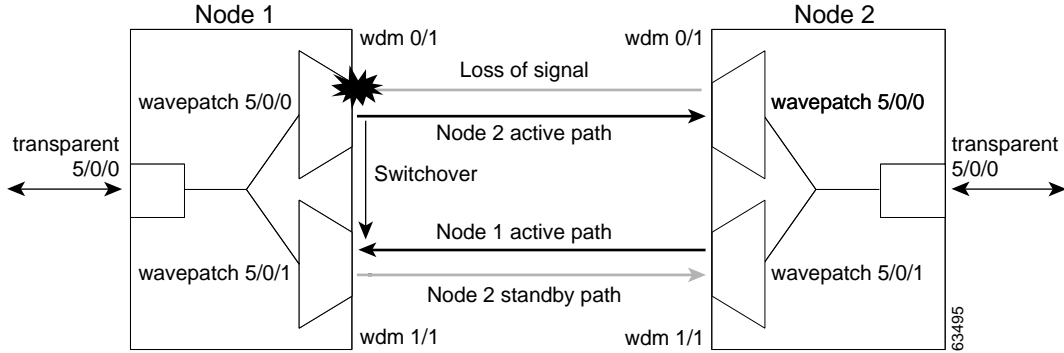 Node 1
Node 2
wdm 0/1
wdm 0/1
Loss of signal
wavepatch 5/0/0
wavepatch 5/0/0
Node 2 active path
transparent
5/0/0
transparent
5/0/0
Switchover
Node 1 active path
wavepatch 5/0/1
wavepatch 5/0/1
Node 2 standby path
wdm 1/1
wdm 1/1
63495